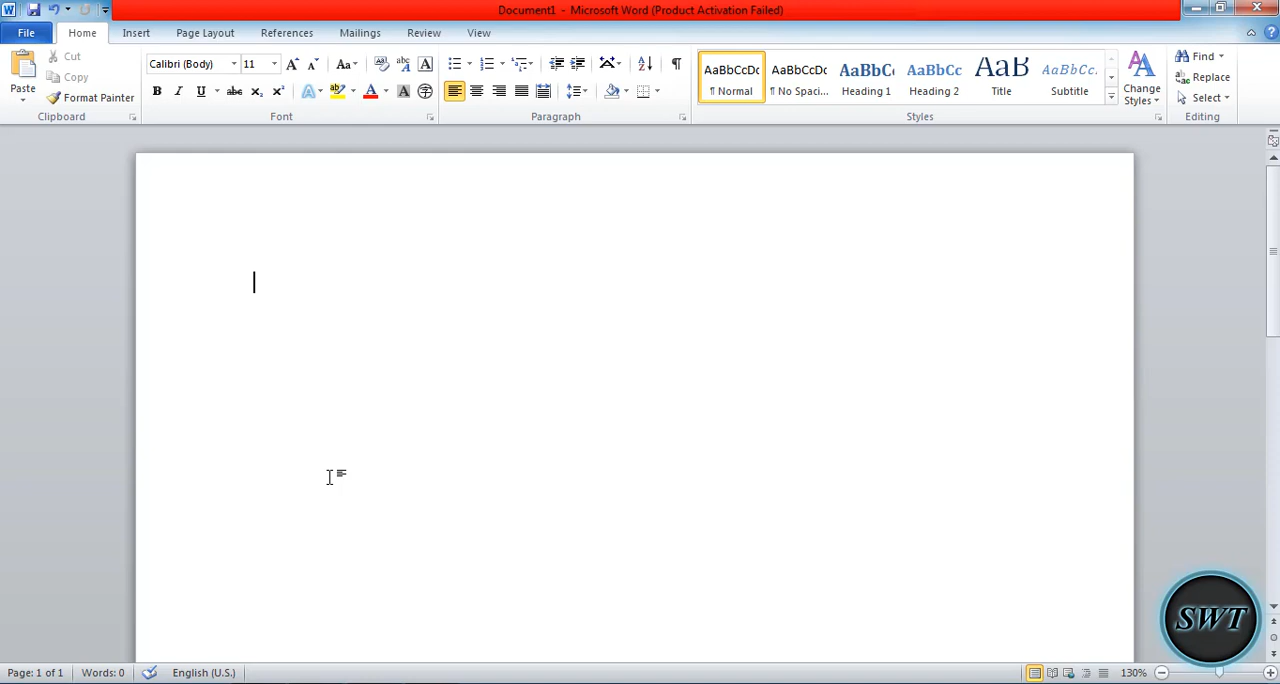 Document1 - Microsoft Word (Product Activation Failed)
File Home Insert Page Layout References Mailings Review View
Paste
Cut
Copy
Format Painter
Clipboard
Calibri (Body) 11
Font
Paragraph
AaBbCcDc AaBbCcDc AaBbC AaBbCc AaB AaBbCc.
¶ Normal ¶ No Spaci... Heading 1 Heading 2 Title Subtitle
Change
Styles
Styles
Find
Replace
Select
Editing
SWT
Page: 1 of 1 Words: 0 English (U.S.) 130%